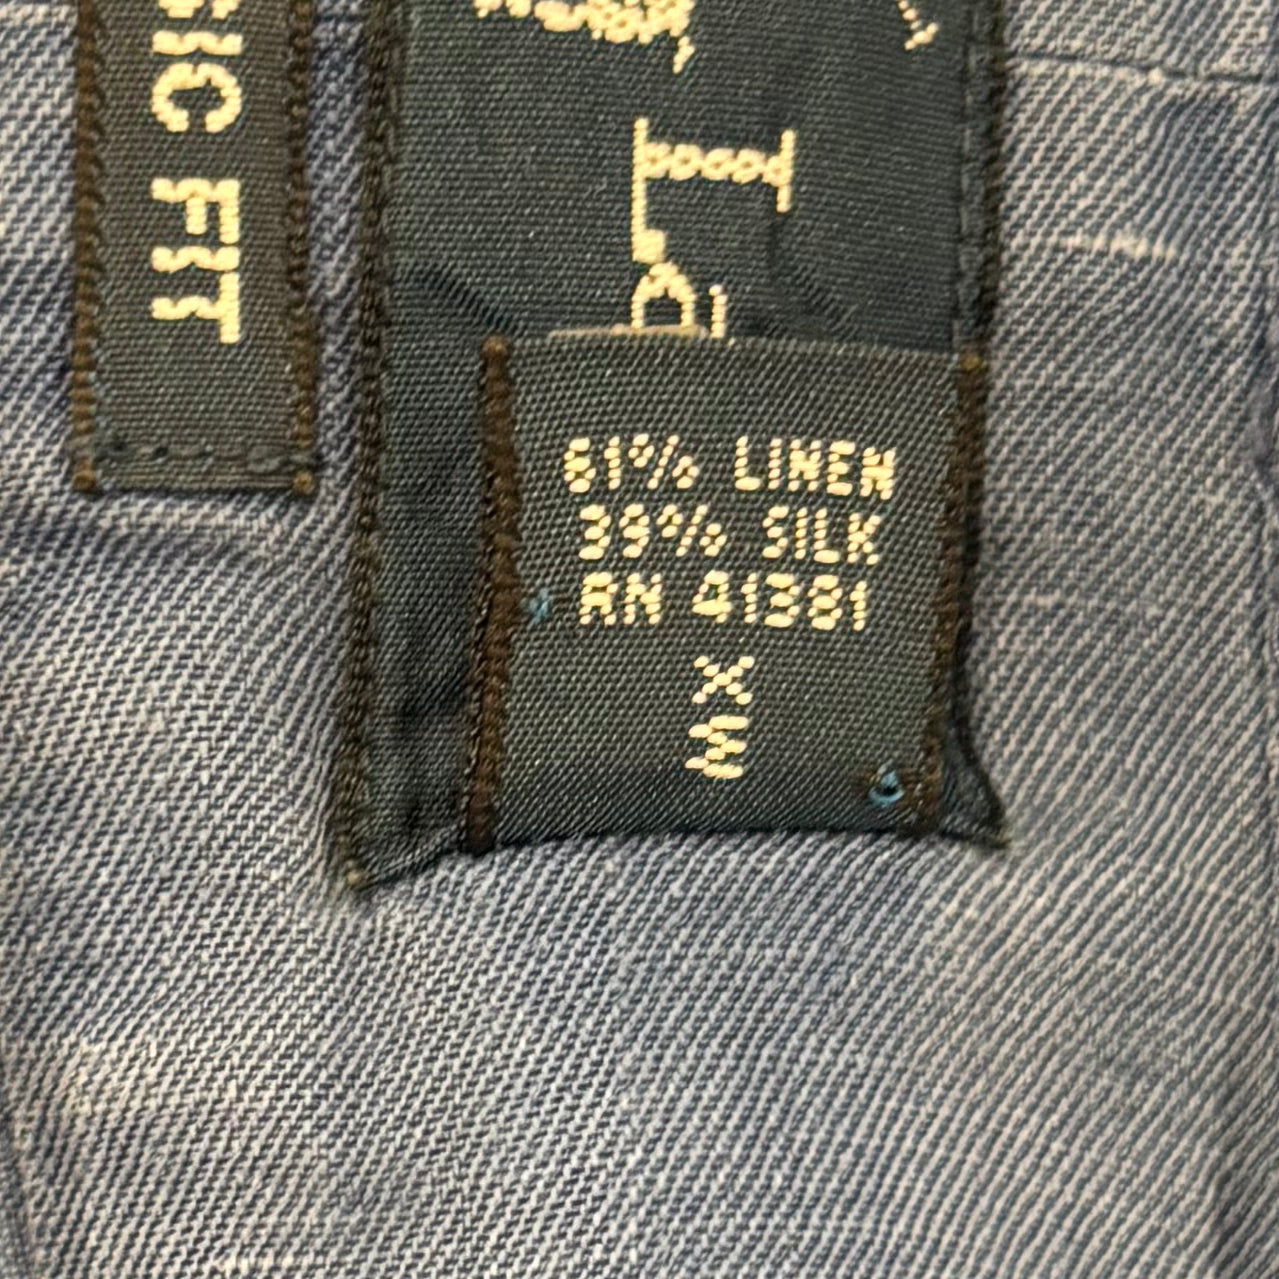 SIC FIT
61% LINEN
39% SILK
RN 41381
XM